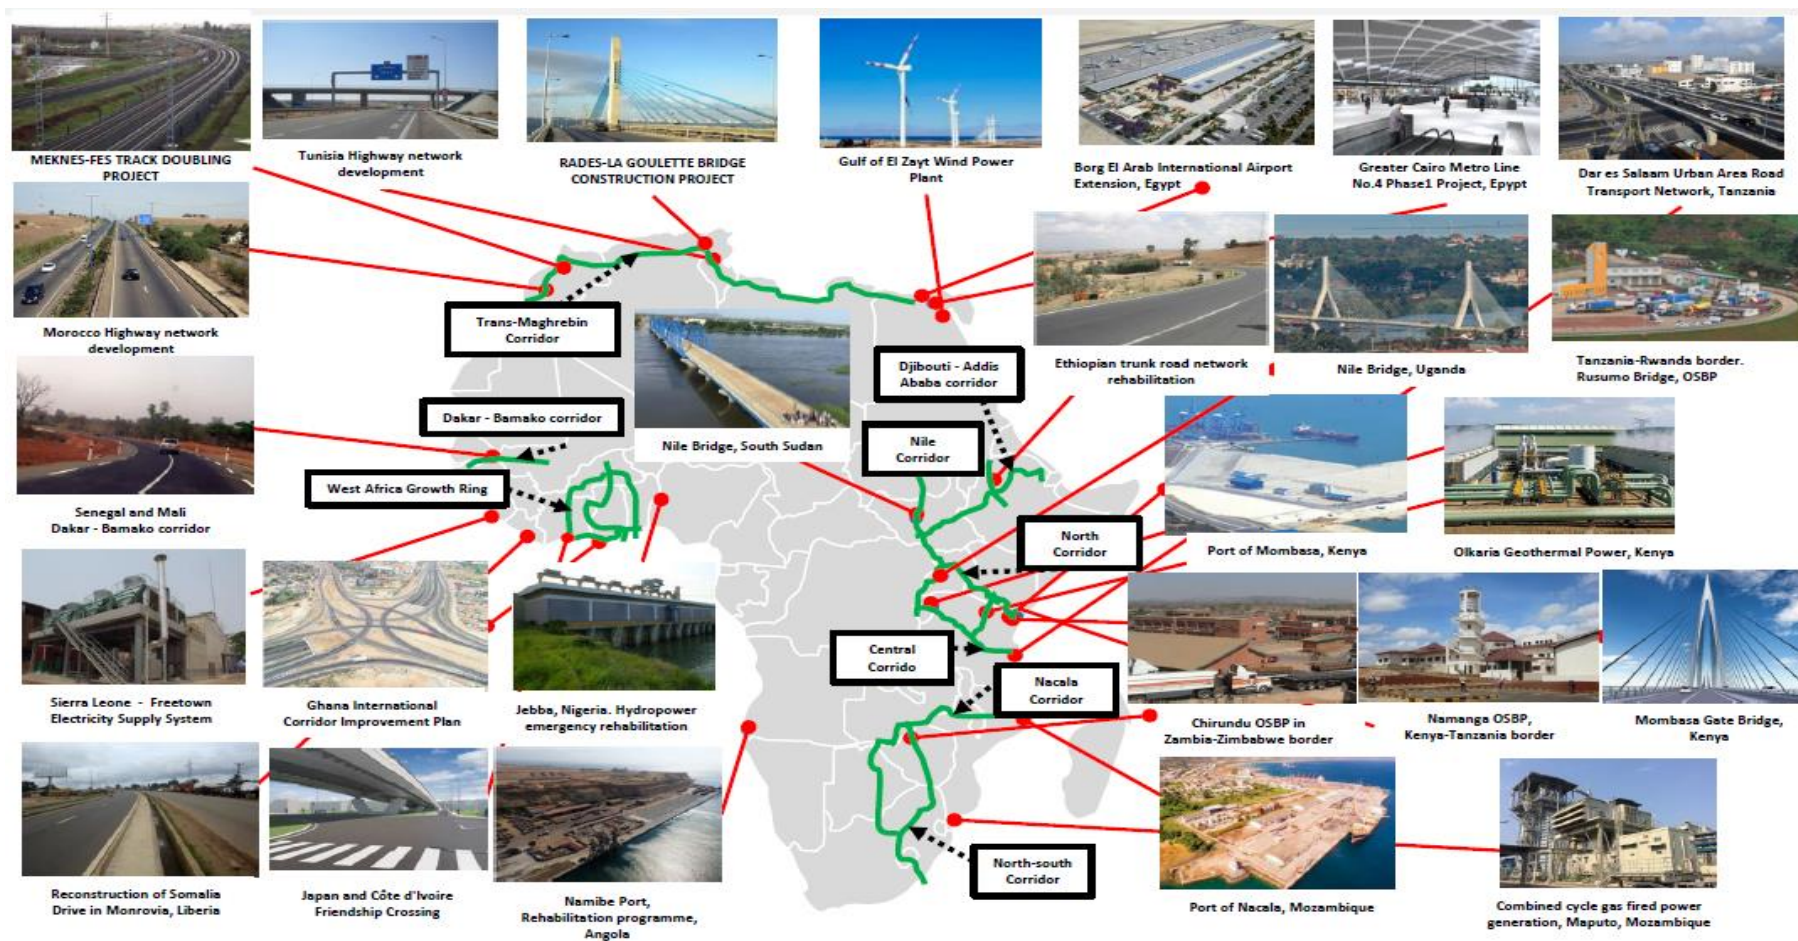 MEKNES-FES TRACK DOUBLING
PROJECT
Tunisia Highway network
development
RADES-LA GOULETTE BRIDGE
CONSTRUCTION PROJECT
Gulf of El Zayt Wind Power
Plant
Borg El Arab International Airport
Extension, Egypt
Greater Cairo Metro Line
No.4 Phase1 Project, Epypt
Dar es Salaam Urban Area Road
Transport Network, Tanzania
Morocco Highway network
development
Trans-Maghrebin
Corridor
Djibouti - Addis
Ababa corridor
Ethiopian trunk road network
rehabilitation
Nile Bridge, Uganda
Tanzania-Rwanda border.
Rusumo Bridge, OSBP
Dakar - Bamako corridor
Nile Bridge, South Sudan
Nile
Corridor
West Africa Growth Ring
Senegal and Mali
Dakar - Bamako corridor
North
Corridor
Port of Mombasa, Kenya
Olkaria Geothermal Power, Kenya
Sierra Leone - Freetown
Electricity Supply System
Ghana International
Corridor Improvement Plan
Jebba, Nigeria. Hydropower
emergency rehabilitation
Central
Corrido
Nacala
Corridor
Chirundu OSBP in
Zambia-Zimbabwe border
Namanga OSBP,
Kenya-Tanzania border
Mombasa Gate Bridge,
Kenya
Reconstruction of Somalia
Drive in Monrovia, Liberia
Japan and Côte d'Ivoire
Friendship Crossing
Namibe Port,
Rehabilitation programme,
Angola
North-south
Corridor
Port of Nacala, Mozambique
Combined cycle gas fired power
generation, Maputo, Mozambique